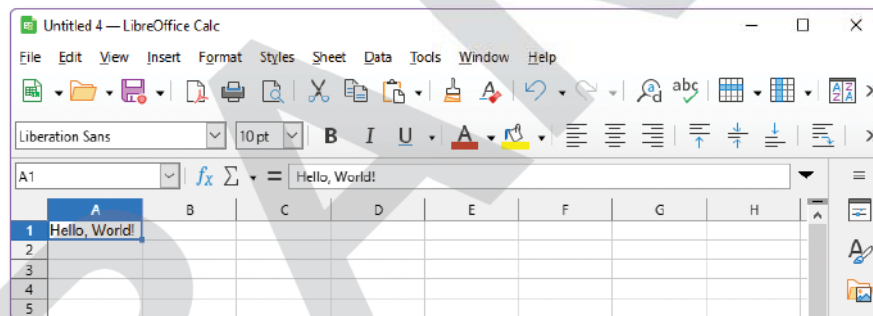 Untitled 4 — LibreOffice Calc
File Edit View Insert Format Styles Sheet Data Tools Window Help
Liberation Sans 10 pt B I U A
A1 fx Σ = Hello, World!
A B C D E F G H
1 Hello, World!
2
3
4
5